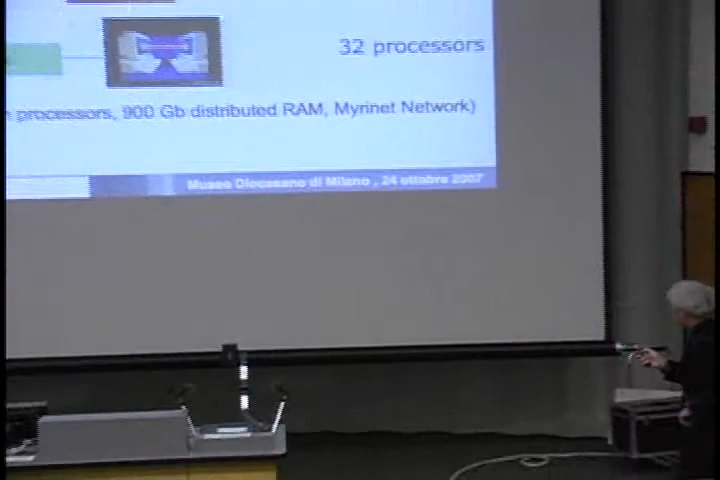 32 processors
processors, 900 Gb distributed RAM, Myrinet Network)
Museo Diocesano di Milano , 24 ottobre 2007